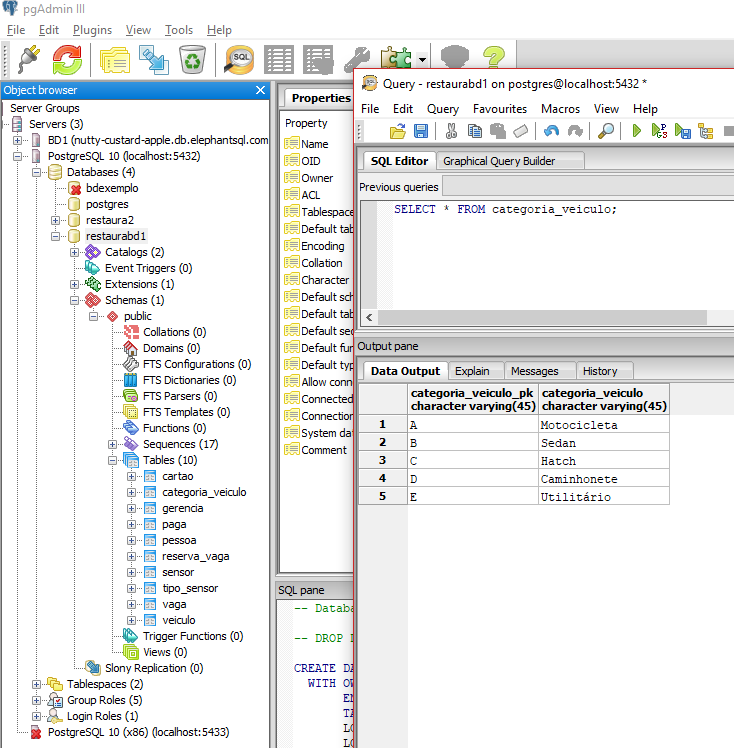 pgAdmin III
File Edit Plugins View Tools Help
SQL
Object browser
Server Groups
Servers (3)
BD1 (nutty-custard-apple.db.elephantsql.com
PostgreSQL 10 (localhost:5432)
Databases (4)
bdexemplo
postgres
restaura2
restaurabd1
Catalogs (2)
Event Triggers (0)
Extensions (1)
Schemas (1)
public
Collations (0)
Domains (0)
FTS Configurations (0)
FTS Dictionaries (0)
FTS Parsers (0)
FTS Templates (0)
Functions (0)
Sequences (17)
Tables (10)
cartao
categoria_veiculo
gerencia
paga
pessoa
reserva_vaga
sensor
tipo_sensor
vaga
veiculo
Trigger Functions (0)
Views (0)
Slony Replication (0)
Tablespaces (2)
Group Roles (5)
Login Roles (1)
PostgreSQL 10 (x86) (localhost:5433)
Properties
Property
Name
OID
Owner
ACL
Tablespace
Default tab
Encoding
Collation
Character
Default sch
Default tab
Default seq
Default fun
Default typ
Allow conn
Connected
Connection
System dat
Comment
SQL pane
-- Databa
-- DROP D
CREATE DA
WITH OW
EN
TA
LC
LC
Query - restaurabd1 on postgres@localhost:5432 *
File Edit Query Favourites Macros View Help
SQL Editor Graphical Query Builder
Previous queries
SELECT * FROM categoria_veiculo;
Output pane
Data Output Explain Messages History
categoria_veiculo_pk categoria_veiculo
character varying(45) character varying(45)
1 A Motocicleta
2 B Sedan
3 C Hatch
4 D Caminhonete
5 E Utilitário